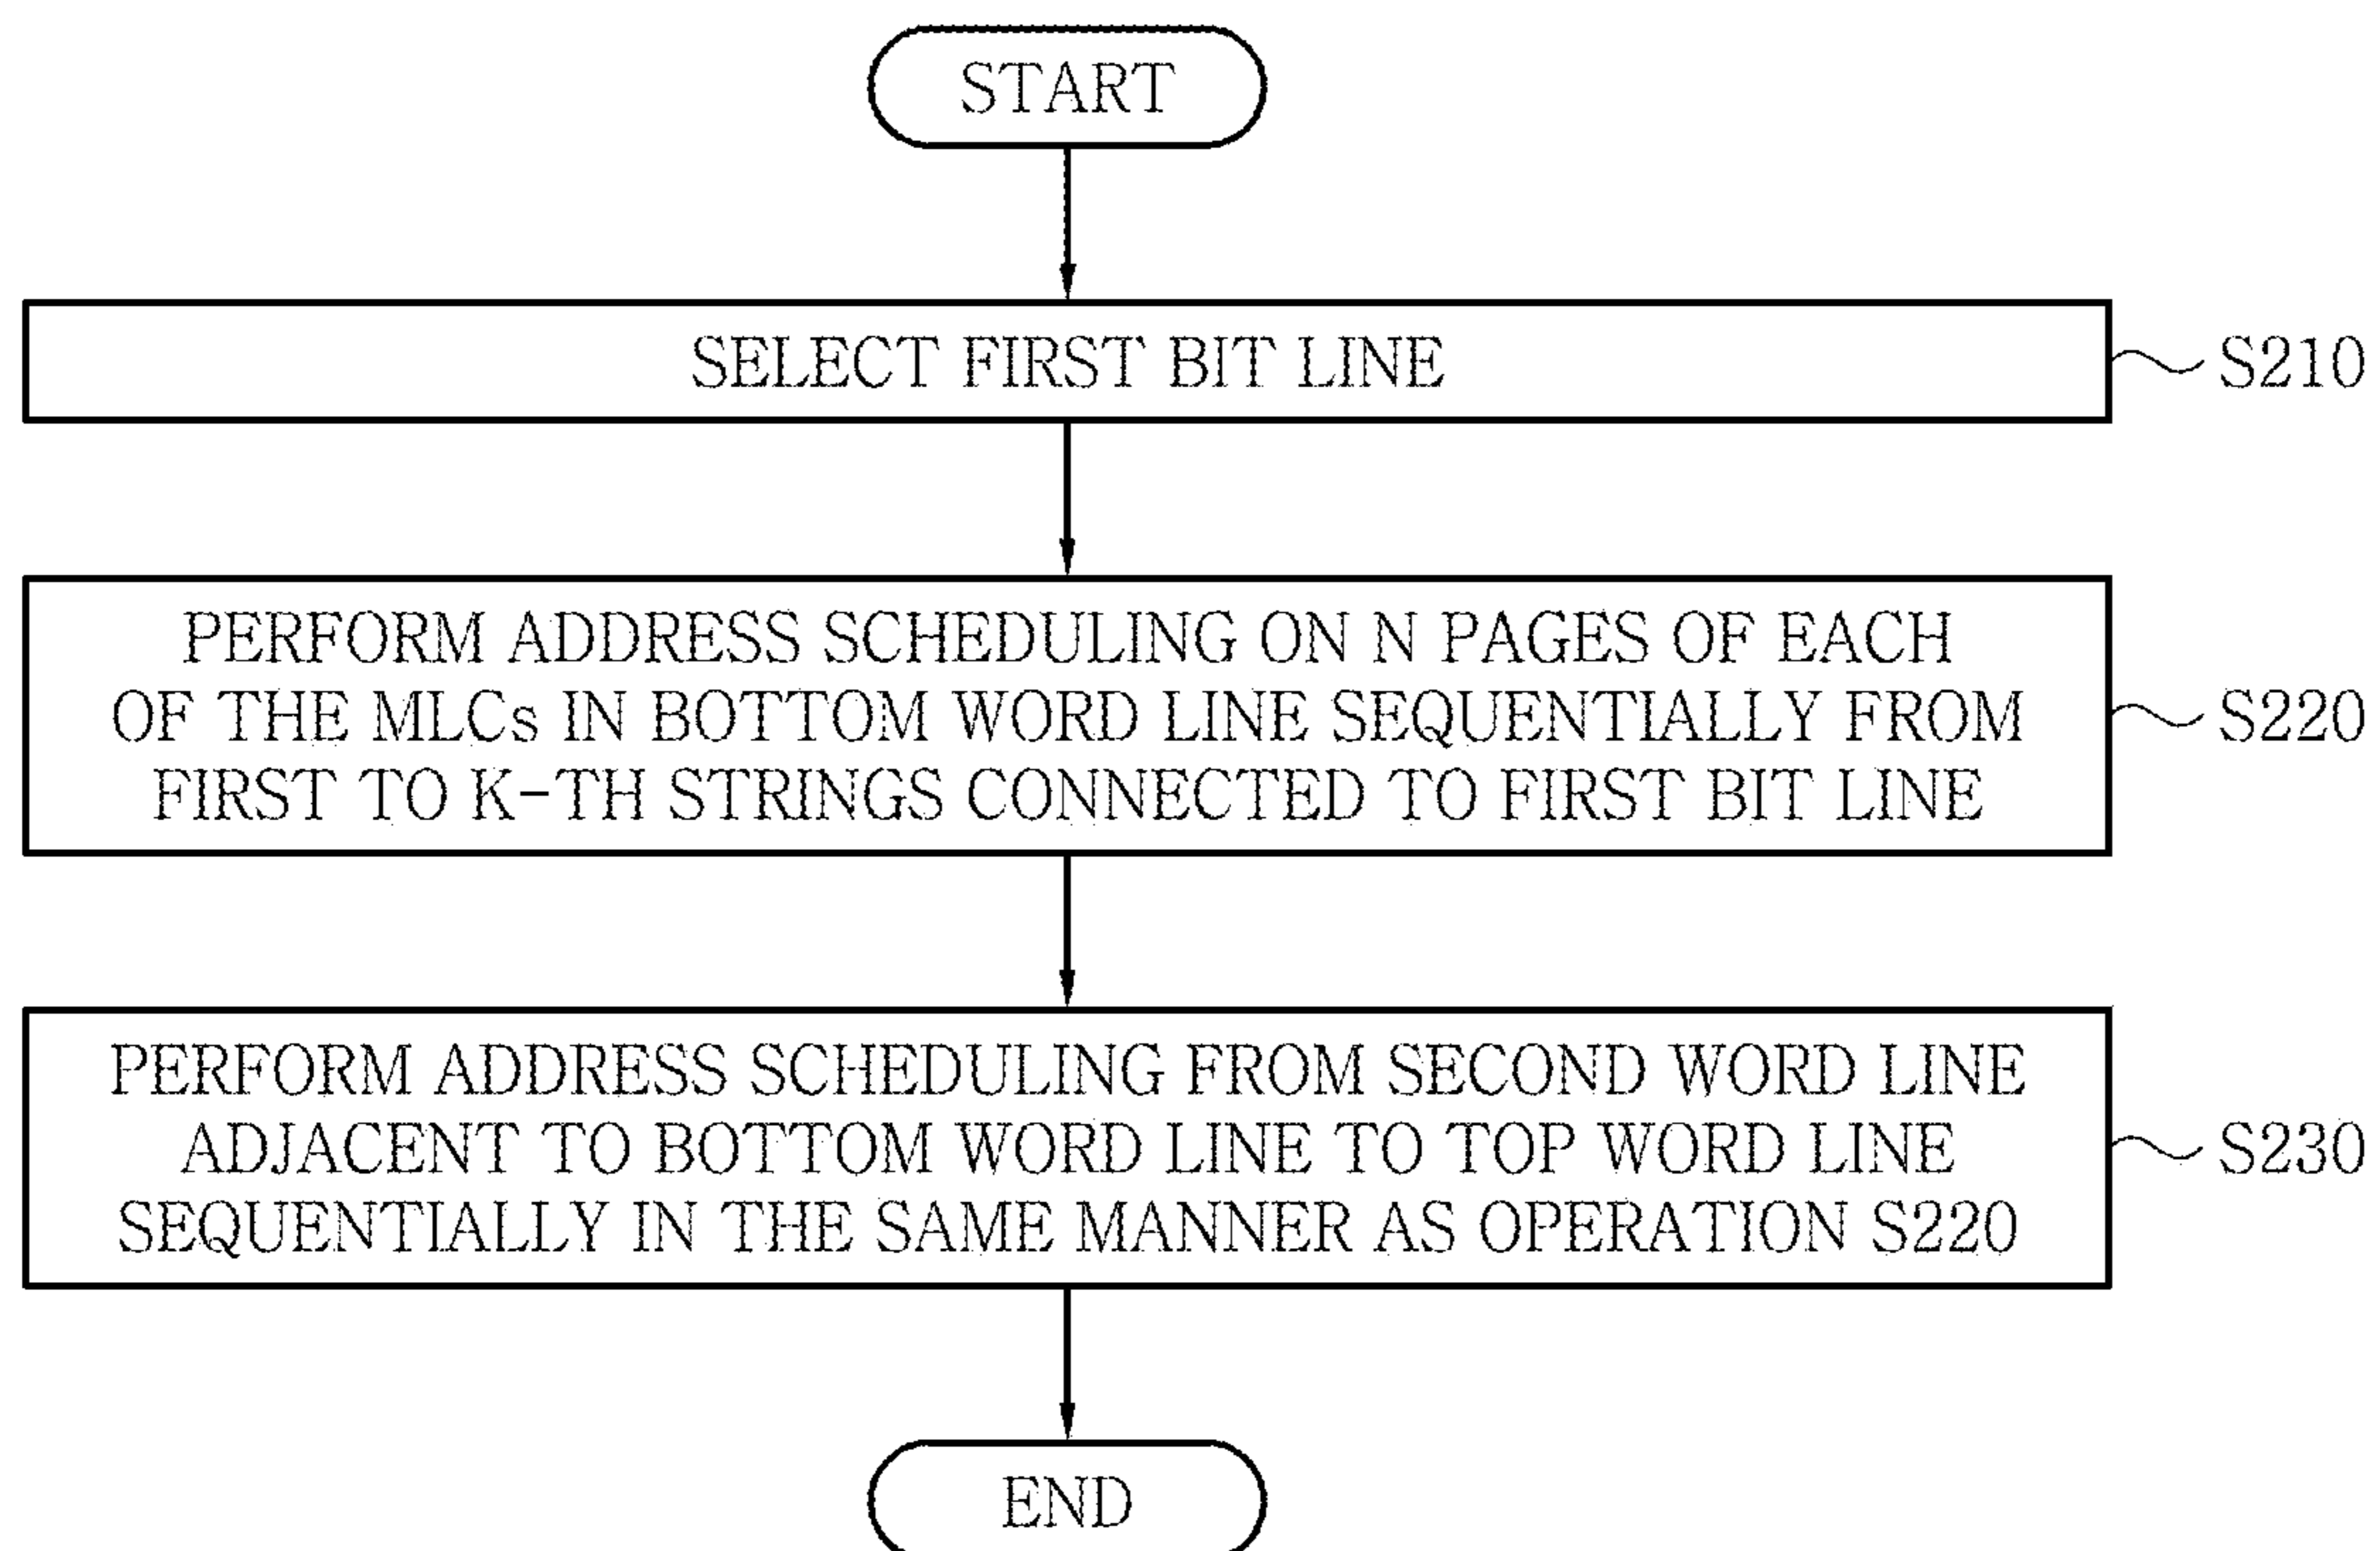 START
SELECT FIRST BIT LINE
S210
PERFORM ADDRESS SCHEDULING ON N PAGES OF EACH
OF THE MLCs IN BOTTOM WORD LINE SEQUENTIALLY FROM
FIRST TO K-TH STRINGS CONNECTED TO FIRST BIT LINE
S220
PERFORM ADDRESS SCHEDULING FROM SECOND WORD LINE
ADJACENT TO BOTTOM WORD LINE TO TOP WORD LINE
SEQUENTIALLY IN THE SAME MANNER AS OPERATION S220
S230
END